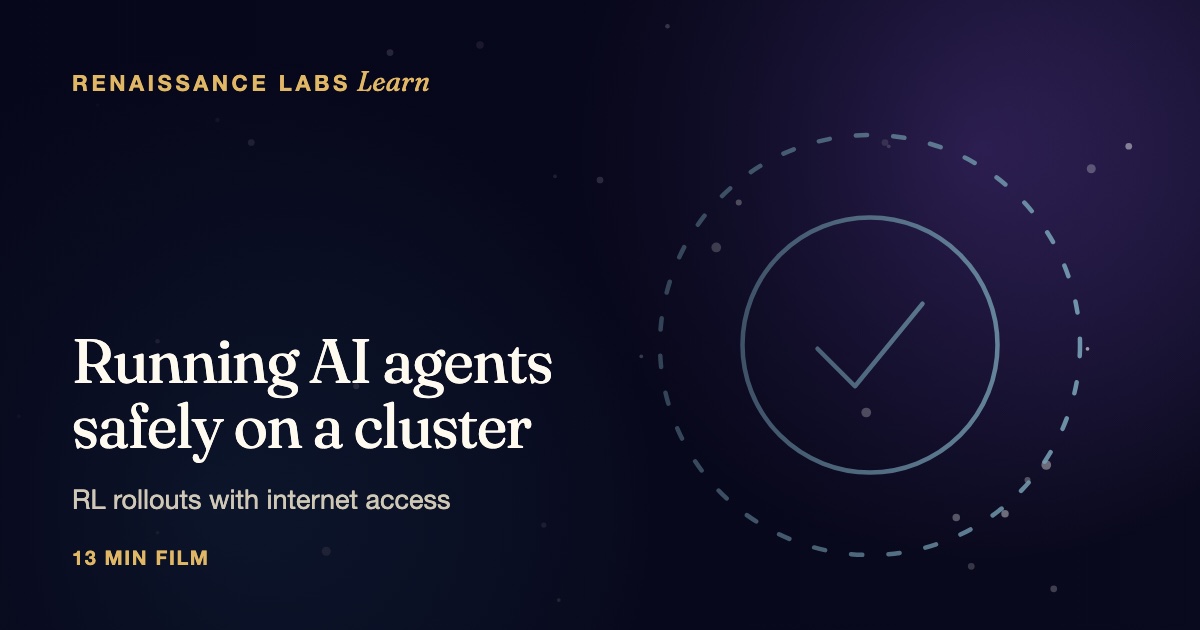 RENAISSANCE LABS Learn
Running AI agents
safely on a cluster
RL rollouts with internet access
13 MIN FILM